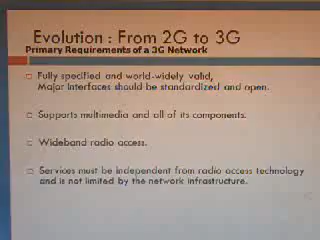 Evolution : From 2G to 3G
Primary Requirements of a 3G Network
Fully specified and world-widely valid,
Major interfaces should be standardized and open.
Supports multimedia and all of its components.
Wideband radio access.
Services must be independent from radio access technology
and is not limited by the network infrastructure.